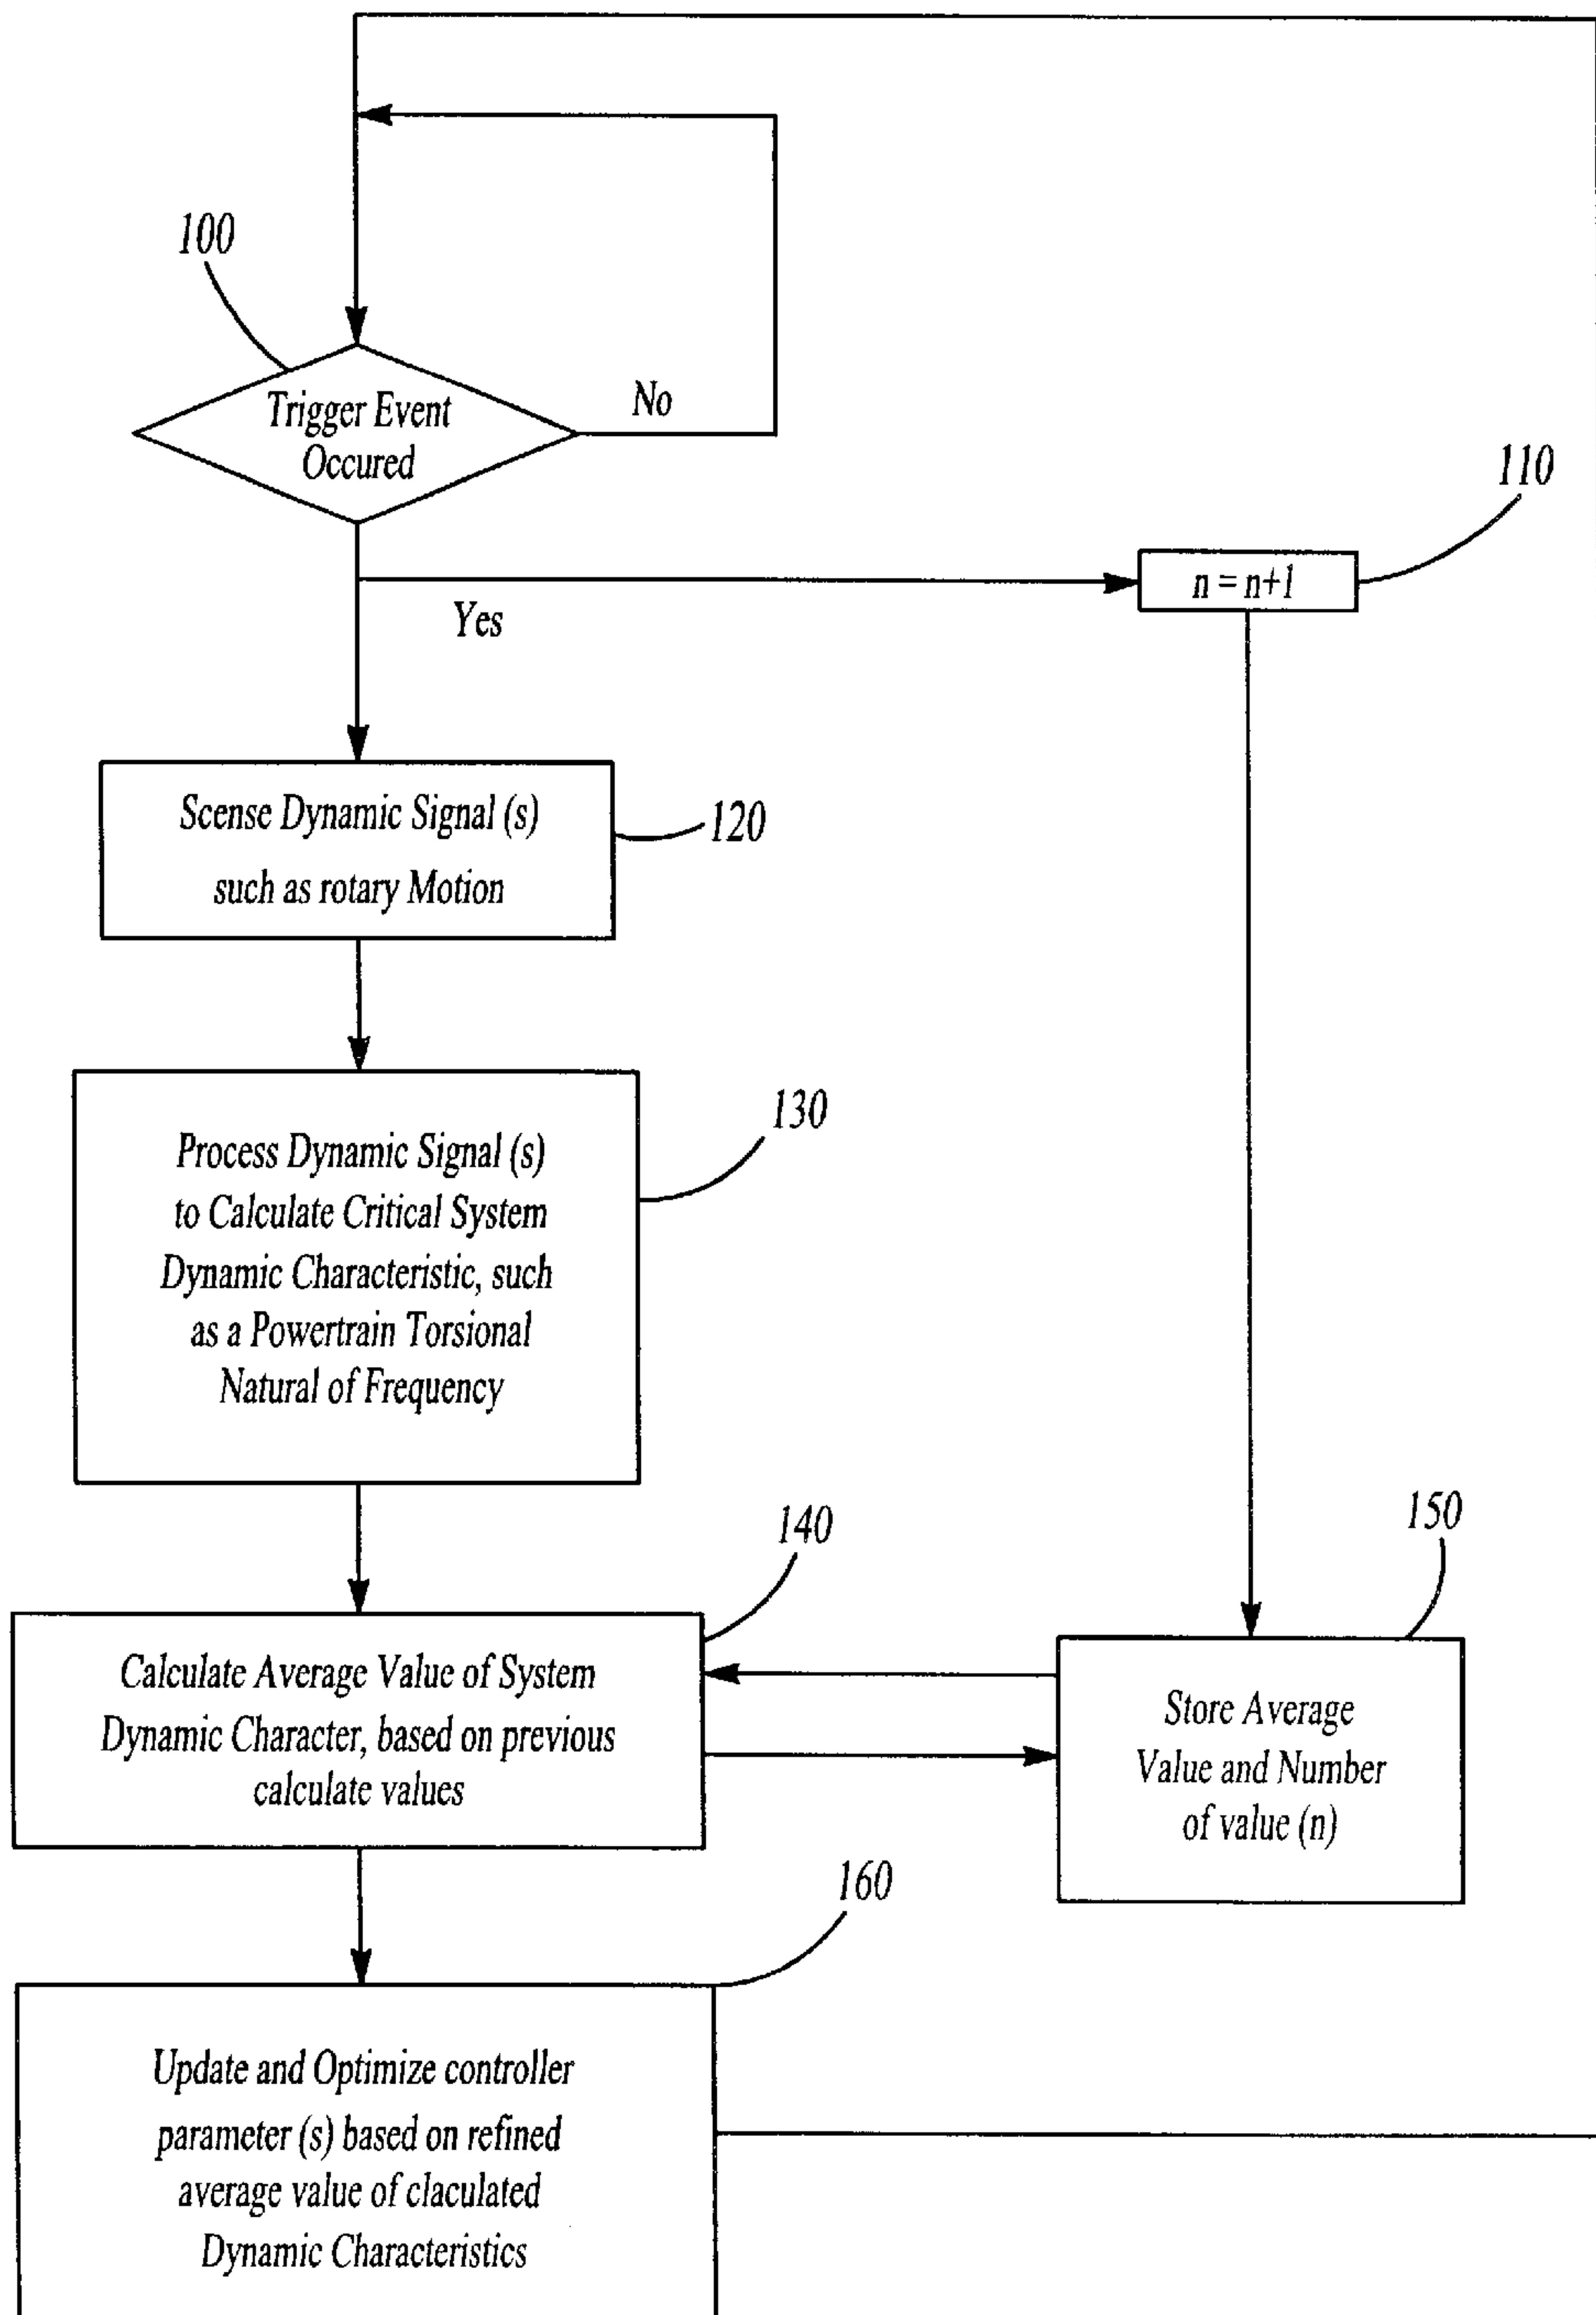 100
Trigger Event
Occured
No
110
n = n+1
Yes
Scense Dynamic Signal (s)
such as rotary Motion
120
130
Process Dynamic Signal (s)
to Calculate Critical System
Dynamic Characteristic, such
as a Powertrain Torsional
Natural of Frequency
140
150
Calculate Average Value of System
Dynamic Character, based on previous
calculate values
Store Average
Value and Number
of value (n)
160
Update and Optimize controller
parameter (s) based on refined
average value of claculated
Dynamic Characteristics